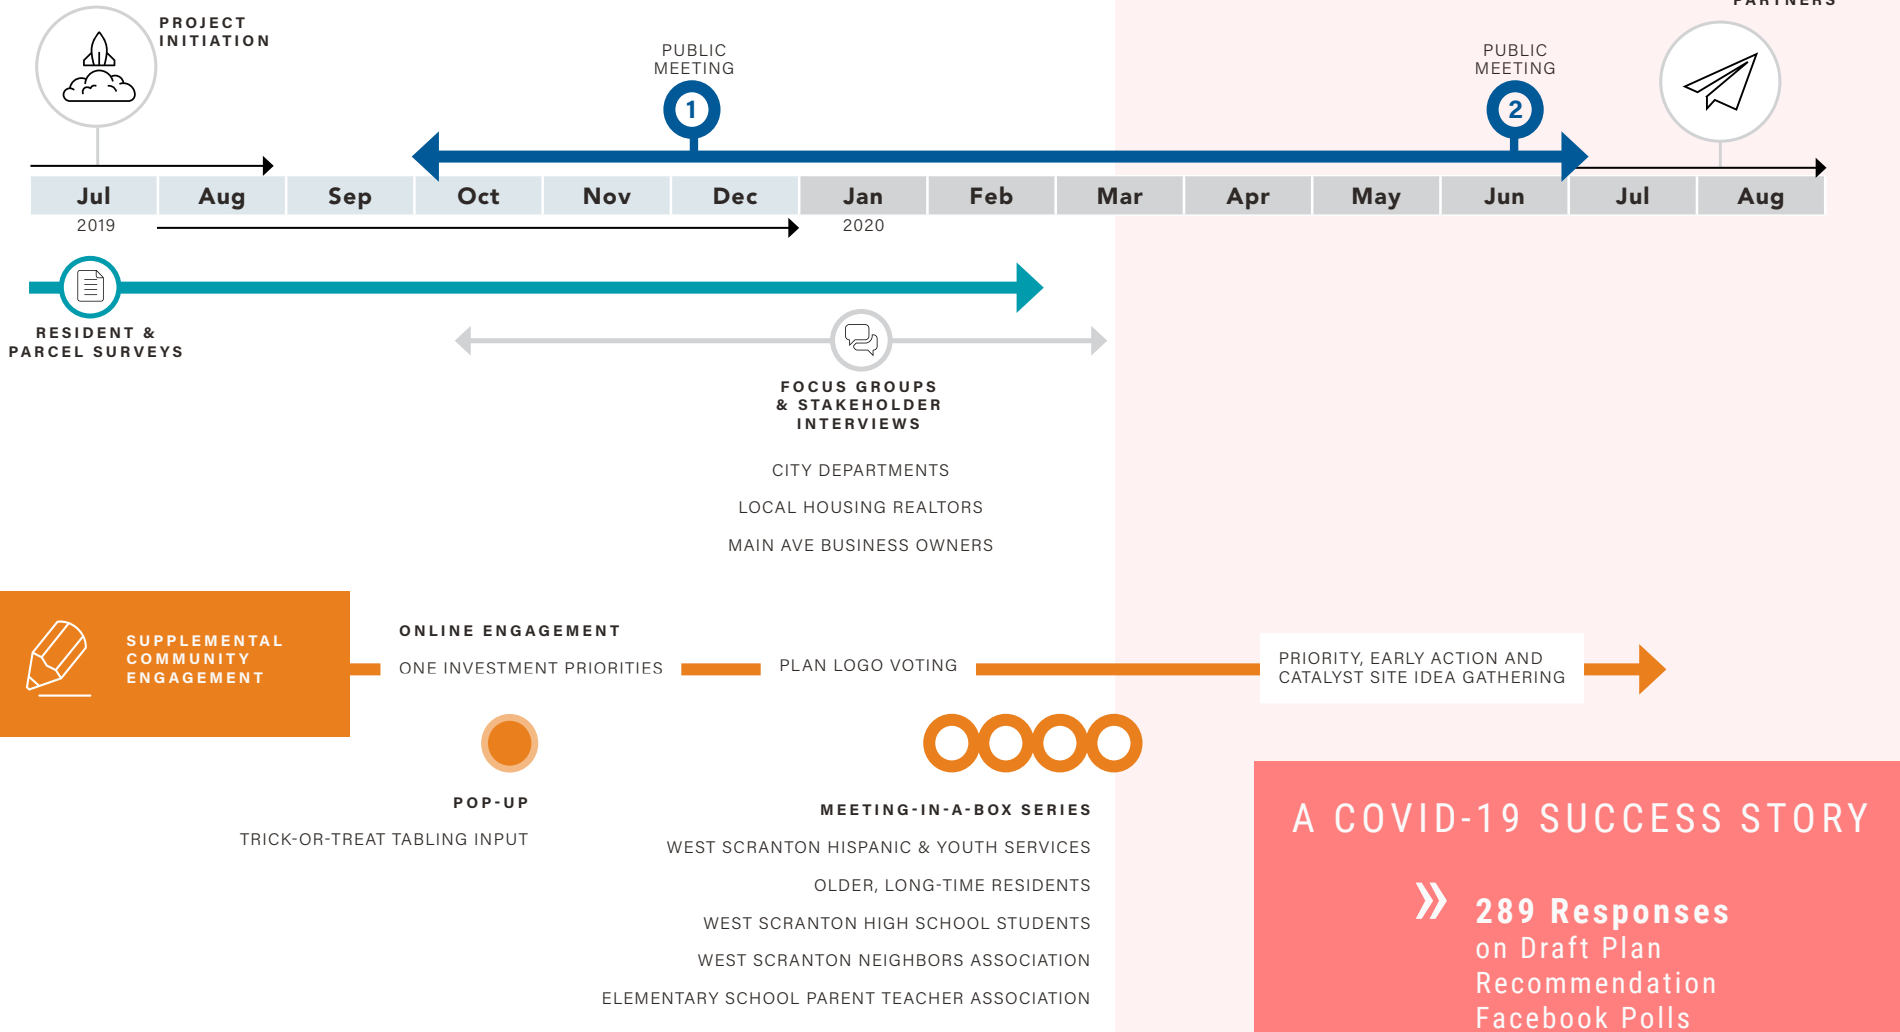 PARTNERS
PROJECT
INITIATION
PUBLIC
MEETING
1
PUBLIC
MEETING
2
Jul
Aug
Sep
Oct
Nov
Dec
Jan
Feb
Mar
Apr
May
Jun
Jul
Aug
2019
2020
RESIDENT &
PARCEL SURVEYS
FOCUS GROUPS
& STAKEHOLDER
INTERVIEWS
CITY DEPARTMENTS
LOCAL HOUSING REALTORS
MAIN AVE BUSINESS OWNERS
SUPPLEMENTAL
COMMUNITY
ENGAGEMENT
ONLINE ENGAGEMENT
ONE INVESTMENT PRIORITIES
PLAN LOGO VOTING
PRIORITY, EARLY ACTION AND
CATALYST SITE IDEA GATHERING
POP-UP
TRICK-OR-TREAT TABLING INPUT
MEETING-IN-A-BOX SERIES
WEST SCRANTON HISPANIC & YOUTH SERVICES
OLDER, LONG-TIME RESIDENTS
WEST SCRANTON HIGH SCHOOL STUDENTS
WEST SCRANTON NEIGHBORS ASSOCIATION
ELEMENTARY SCHOOL PARENT TEACHER ASSOCIATION
A COVID-19 SUCCESS STORY
» 289 Responses
on Draft Plan
Recommendation
Facebook Polls